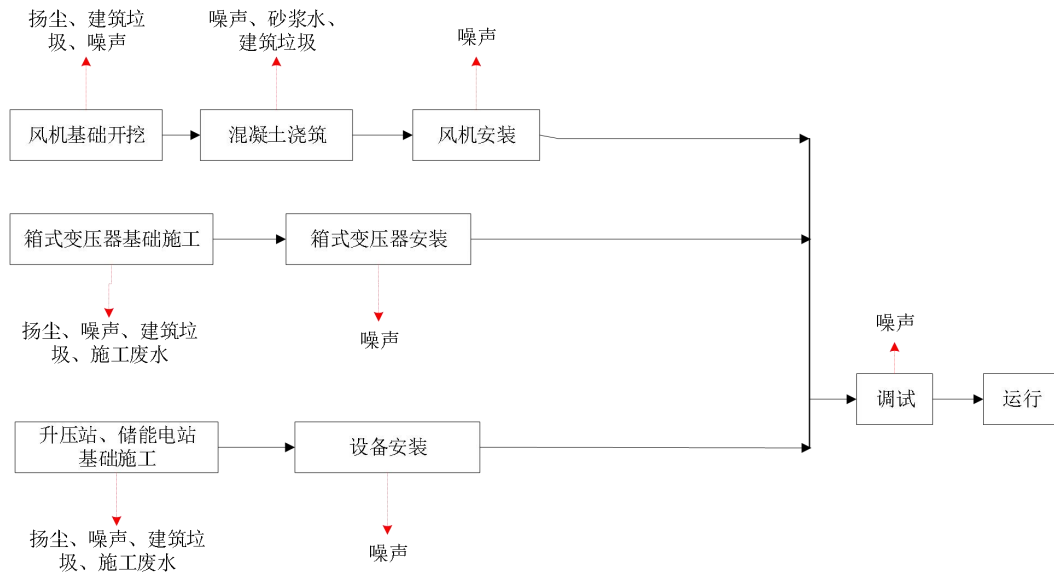 扬尘、建筑垃
圾、噪声
噪声、砂浆水、
建筑垃圾
噪声
风机基础开挖
混凝土浇筑
风机安装
箱式变压器基础施工
箱式变压器安装
扬尘、噪声、建筑垃
圾、施工废水
噪声
噪声
调试
运行
升压站、储能电站
基础施工
设备安装
扬尘、噪声、建筑垃
圾、施工废水
噪声